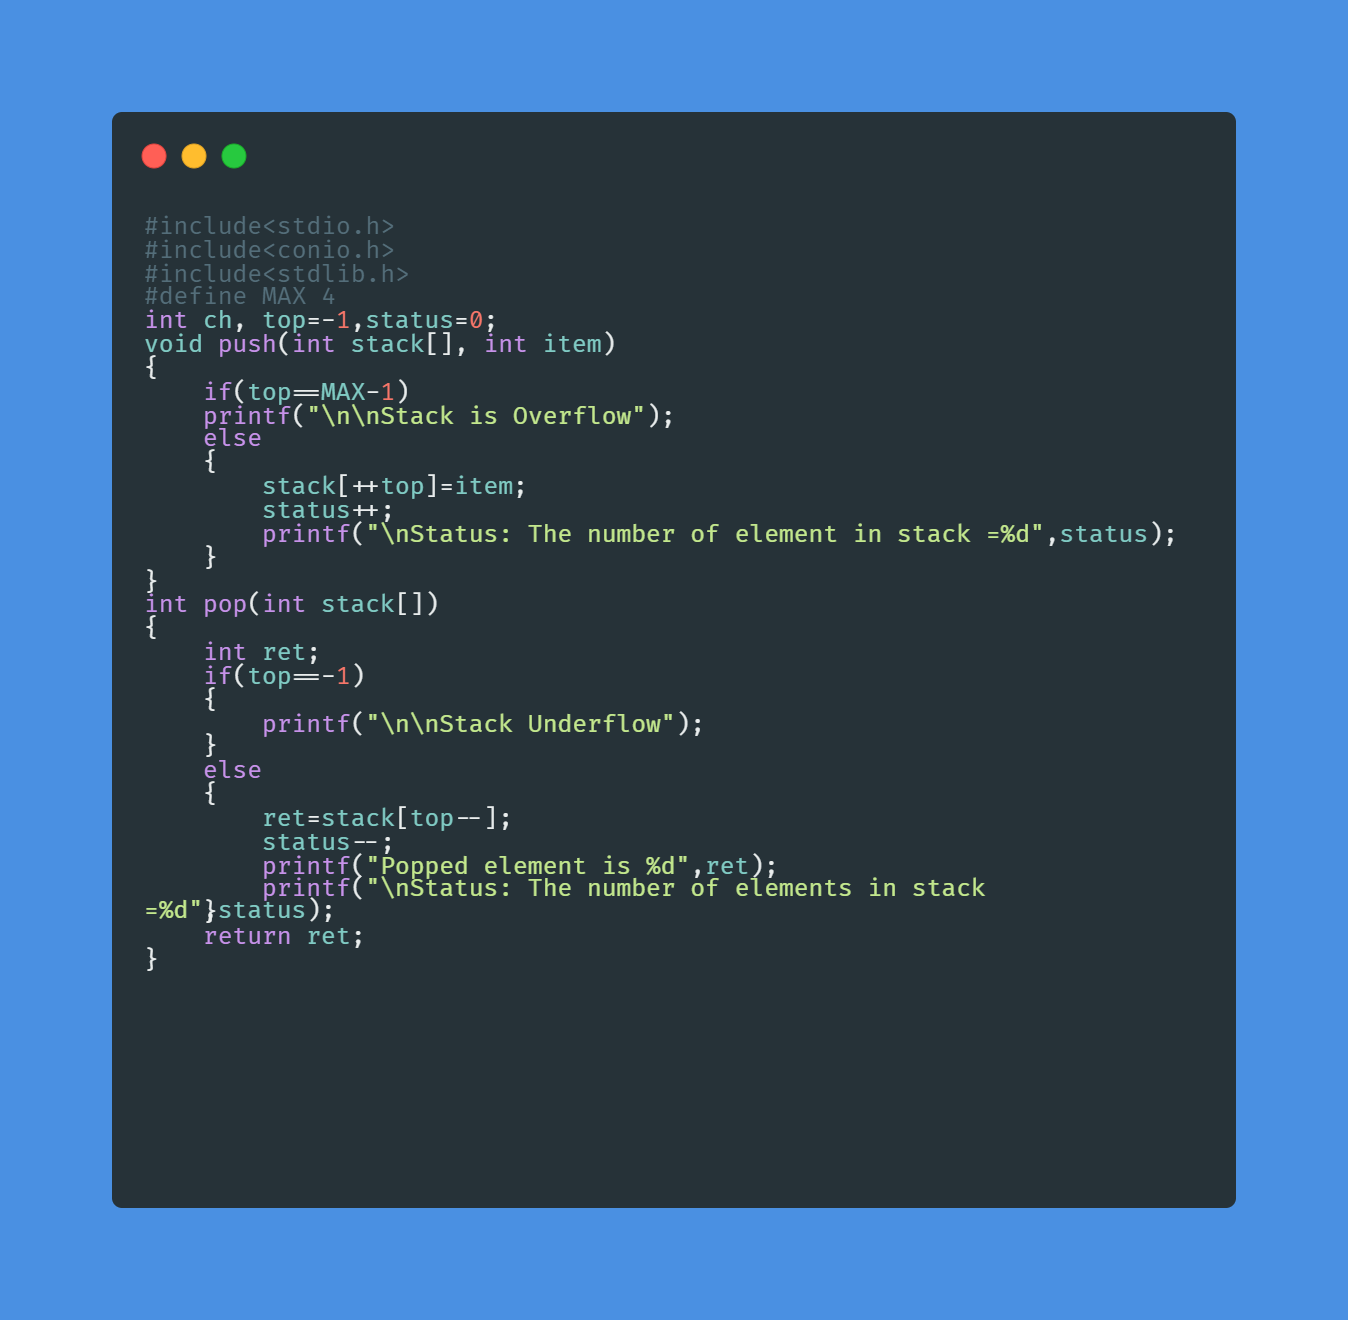 #include<stdio.h>
#include<conio.h>
#include<stdlib.h>
#define MAX 4
int ch, top=-1,status=0;
void push(int stack[], int item)
{
    if(top==MAX-1)
    printf("\n\nStack is Overflow");
    else
    {
        stack[++top]=item;
        status++;
        printf("\nStatus: The number of element in stack =%d",status);
    }
}
int pop(int stack[])
{
    int ret;
    if(top==-1)
    {
        printf("\n\nStack Underflow");
    }
    else
    {
        ret=stack[top--];
        status--;
        printf("Popped element is %d",ret);
        printf("\nStatus: The number of elements in stack
=%d",status);
    }
    return ret;
}